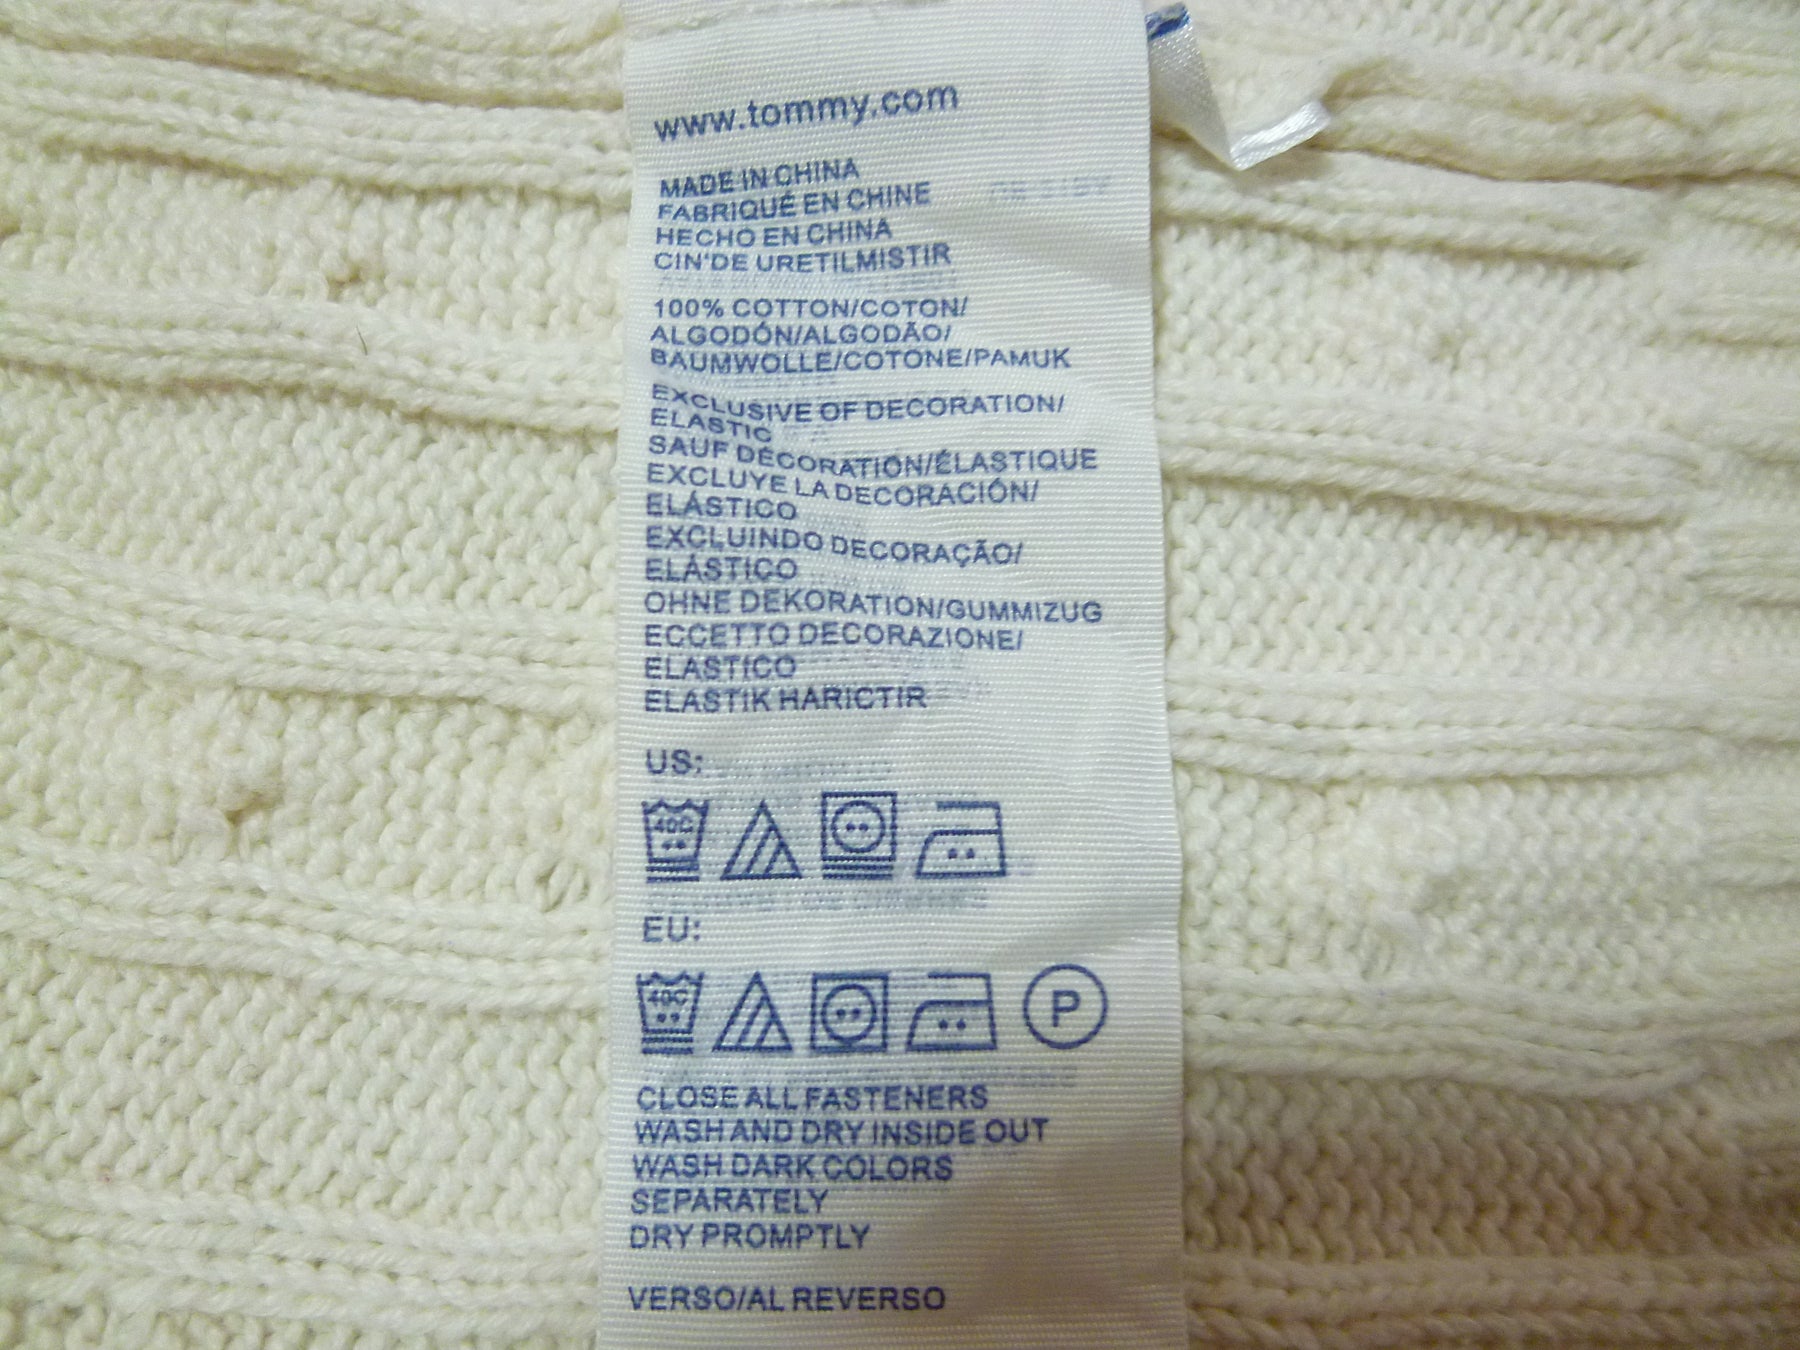 www.tommy.com
MADE IN CHINA
FABRIQUÉ EN CHINE
HECHO EN CHINA
CIN'DE URETILMISTIR
100% COTTON/COTON/
ALGODÓN/ALGODÃO/
BAUMWOLLE/COTONE/PAMUK
EXCLUSIVE OF DECORATION/
ELASTIC
SAUF DÉCORATION/ÉLASTIQUE
EXCLUYE LA DECORACIÓN/
ELÁSTICO
EXCLUINDO DECORAÇÃO/
ELÁSTICO
OHNE DEKORATION/GUMMIZUG
ECCETTO DECORAZIONE/
ELASTICO
ELASTIK HARICTIR
US:
40C
EU:
40C P
CLOSE ALL FASTENERS
WASH AND DRY INSIDE OUT
WASH DARK COLORS
SEPARATELY
DRY PROMPTLY
VERSO/AL REVERSO